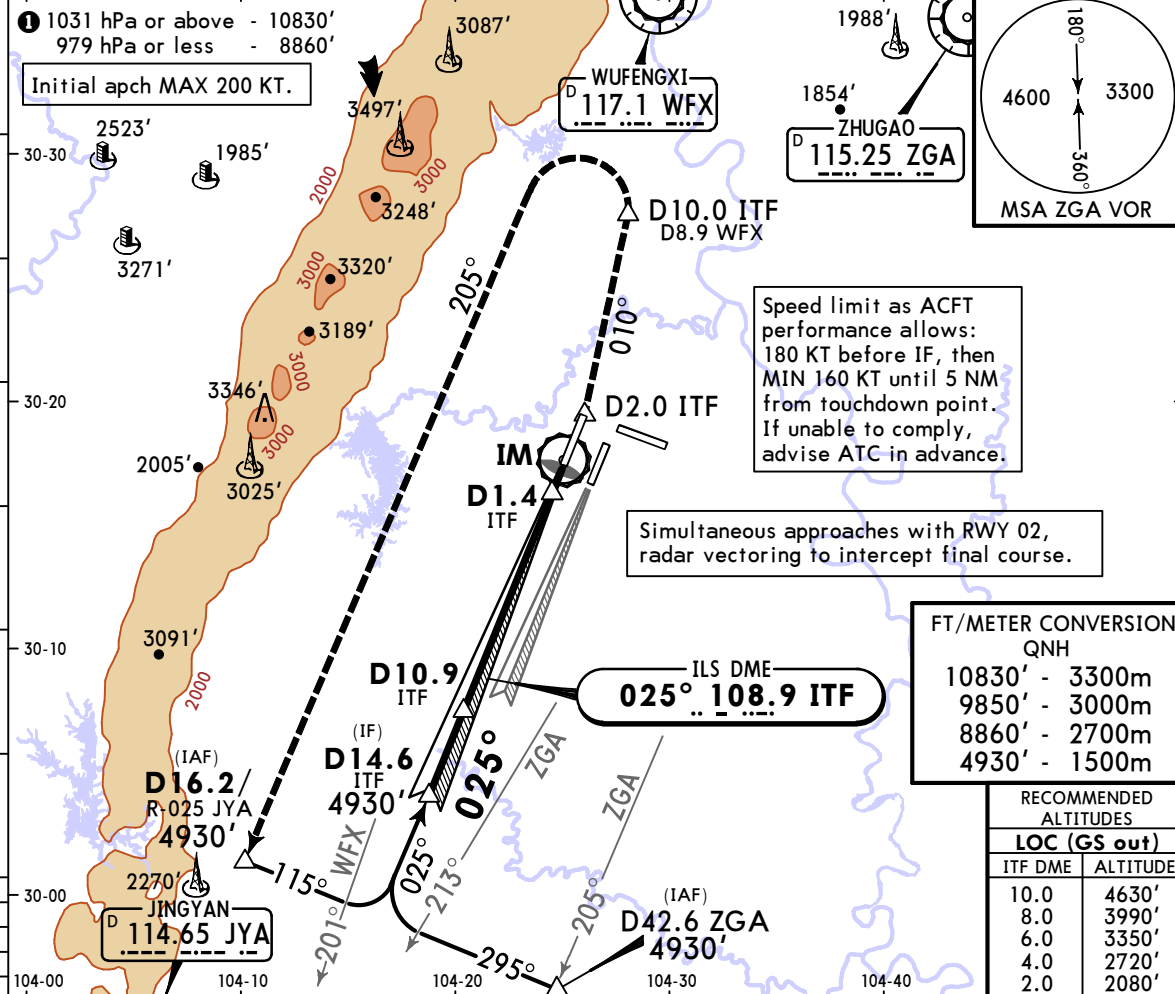 ❶ 1031 hPa or above - 10830'
979 hPa or less - 8860'
Initial apch MAX 200 KT.
3087'
WUFENGXI
D 117.1 WFX
1988'
1854'
ZHUGAO
D 115.25 ZGA
180°
4600
3300
360°
MSA ZGA VOR
3497'
2523'
1985'
30-30
2000
3000
3248'
3271'
3000
3320'
3189'
3000
3346'
3000
3025'
2005'
30-20
205°
D10.0 ITF
D8.9 WFX
010°
Speed limit as ACFT
performance allows:
180 KT before IF, then
MIN 160 KT until 5 NM
from touchdown point.
If unable to comply,
advise ATC in advance.
D2.0 ITF
IM
D1.4
ITF
Simultaneous approaches with RWY 02,
radar vectoring to intercept final course.
30-10
3091'
2000
D10.9
ITF
ILS DME
025° 108.9 ITF
FT/METER CONVERSION
QNH
10830' - 3300m
9850' - 3000m
8860' - 2700m
4930' - 1500m
(IF)
D14.6
ITF
4930'
025°
ZGA
ZGA
(IAF)
D16.2/
R-025 JYA
4930'
115°
WFX
201°
025°
213°
205°
295°
(IAF)
D42.6 ZGA
4930'
2270'
30-00
JINGYAN
D 114.65 JYA
RECOMMENDED
ALTITUDES
LOC (GS out)
ITF DME ALTITUDE
10.0 4630'
8.0 3990'
6.0 3350'
4.0 2720'
2.0 2080'
104-00
104-10
104-20
104-30
104-40